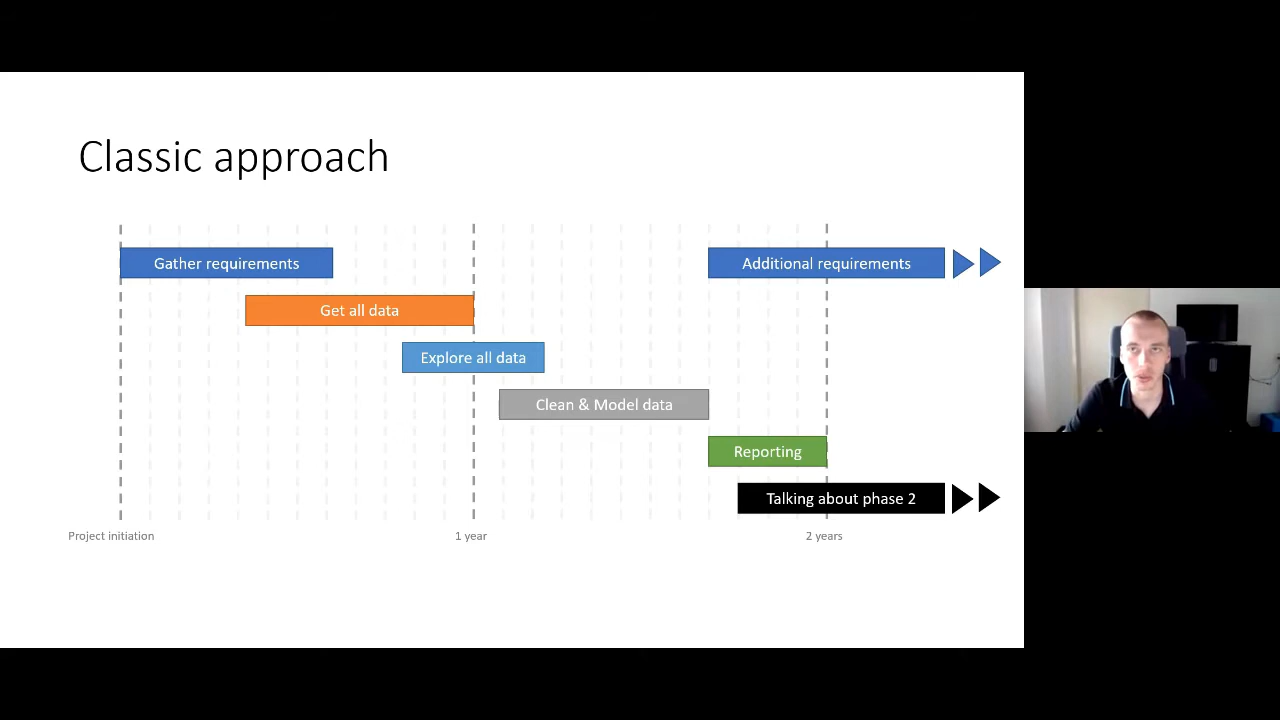 Classic approach
Gather requirements
Additional requirements
Get all data
Explore all data
Clean & Model data
Reporting
Talking about phase 2
Project initiation
1 year
2 years